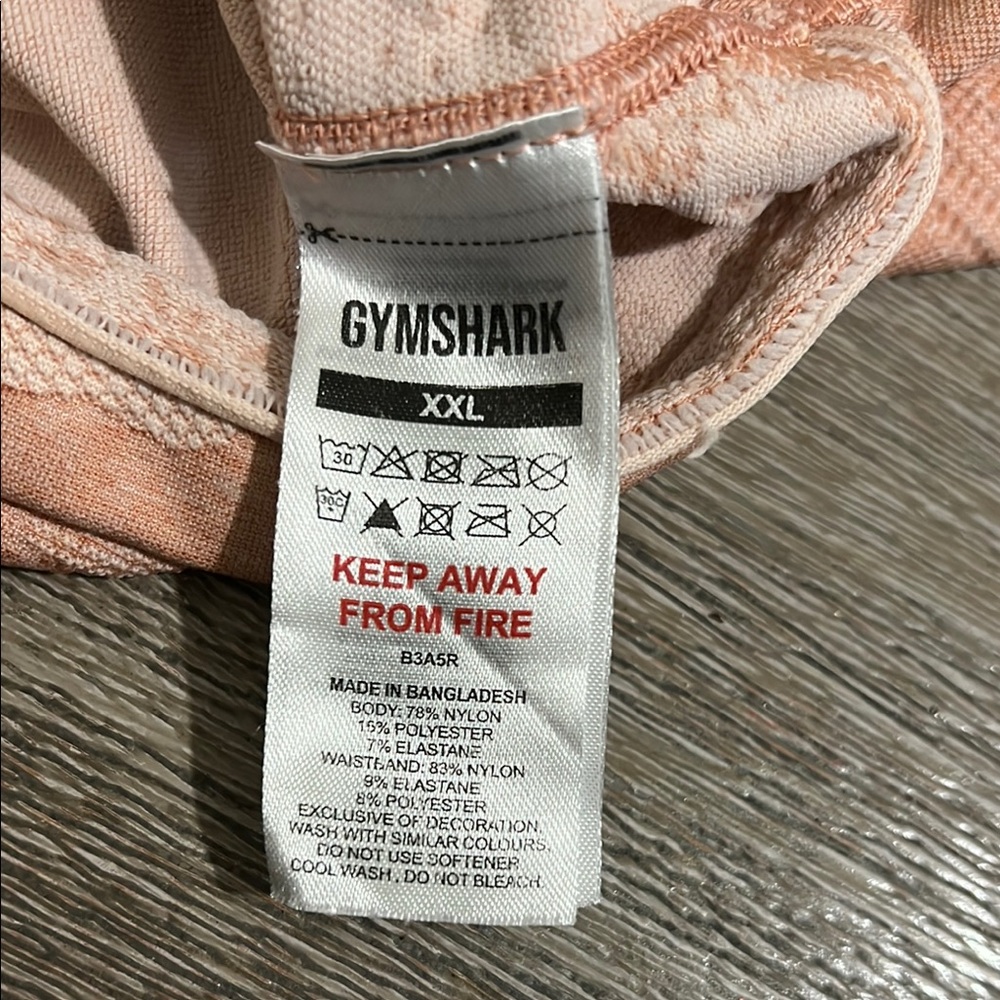 GYMSHARK
XXL
30
30C
KEEP AWAY
FROM FIRE
B3A5R
MADE IN BANGLADESH
BODY: 78% NYLON
15% POLYESTER
7% ELASTANE
WAISTBAND: 83% NYLON
9% ELASTANE
8% POLYESTER
EXCLUSIVE OF DECORATION.
WASH WITH SIMILAR COLOURS.
DO NOT USE SOFTENER
COOL WASH, DO NOT BLEACH.